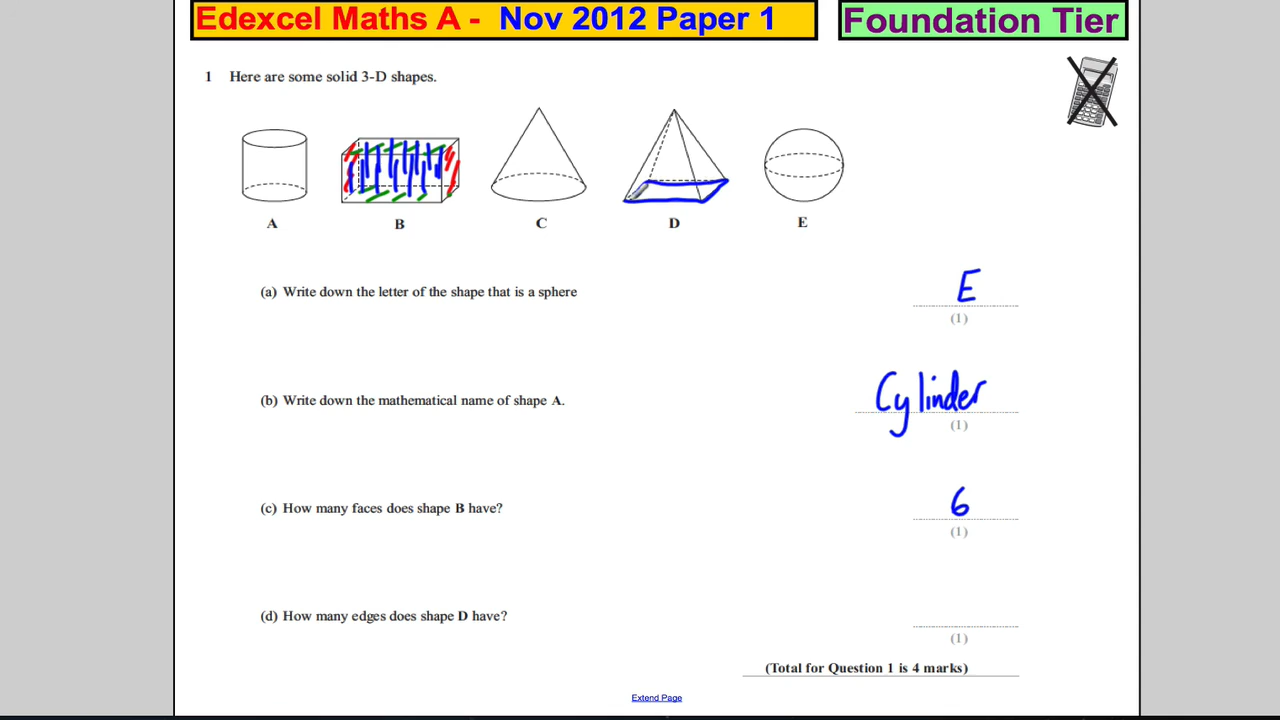 Edexcel Maths A - Nov 2012 Paper 1
Foundation Tier
1 Here are some solid 3-D shapes.
A B C D E
(a) Write down the letter of the shape that is a sphere
E
(1)
(b) Write down the mathematical name of shape A.
Cylinder
(1)
(c) How many faces does shape B have?
6
(1)
(d) How many edges does shape D have?
(1)
(Total for Question 1 is 4 marks)
Extend Page